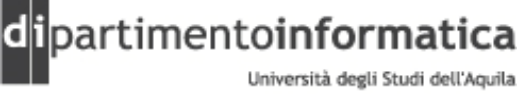 dipartimentoinformatica
Università degli Studi dell'Aquila